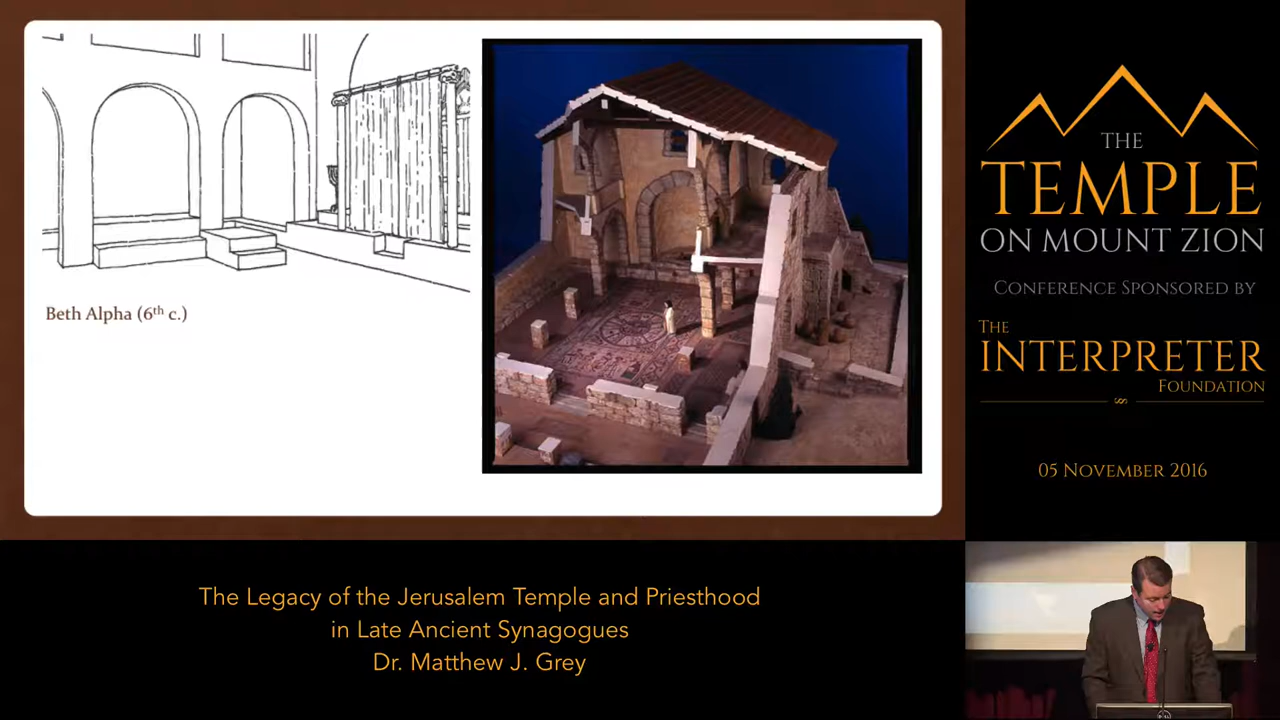 Beth Alpha (6th c.)
THE
TEMPLE
ON MOUNT ZION
CONFERENCE SPONSORED BY
THE
INTERPRETER
FOUNDATION
05 NOVEMBER 2016
The Legacy of the Jerusalem Temple and Priesthood
in Late Ancient Synagogues
Dr. Matthew J. Grey